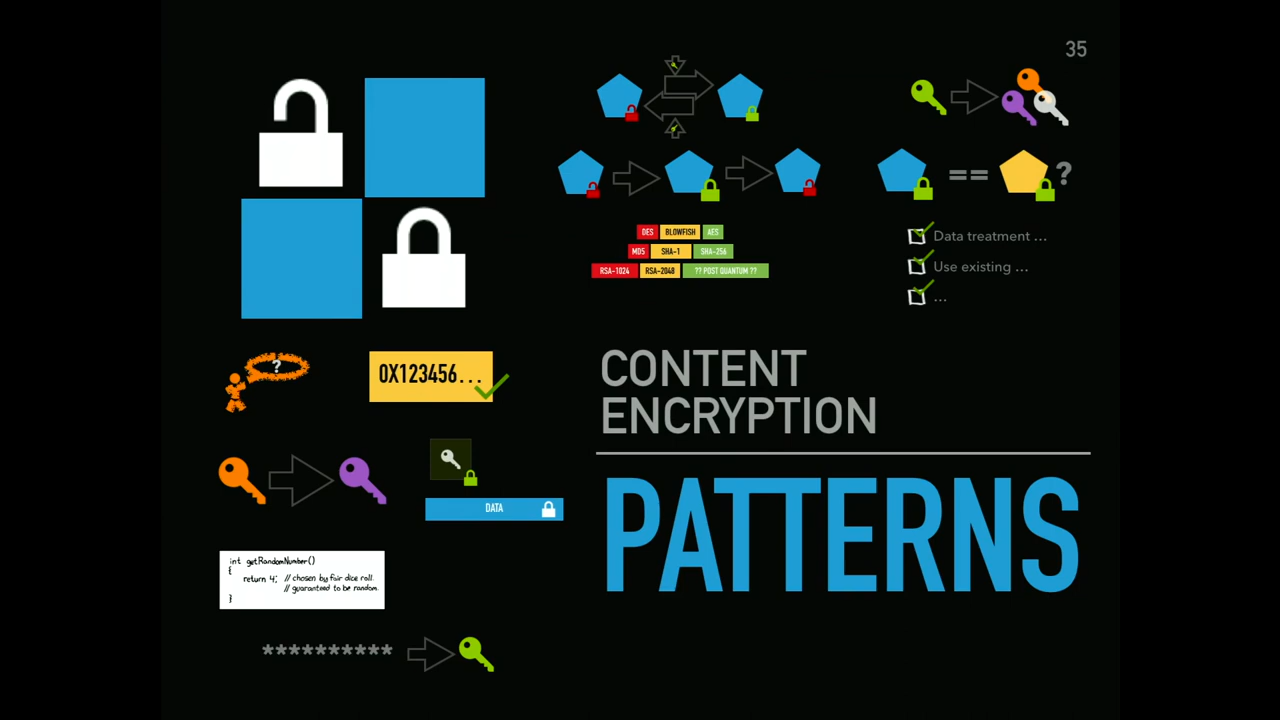 35
== ?
DES BLOWFISH AES
MD5 SHA-1 SHA-256
RSA-1024 RSA-2048 ?? POST QUANTUM ??
Data treatment ...
Use existing ...
...
?
0X123456...
CONTENT
ENCRYPTION
PATTERNS
DATA
int getRandomNumber()
{
return 4; // chosen by fair dice roll.
// guaranteed to be random.
}
**********